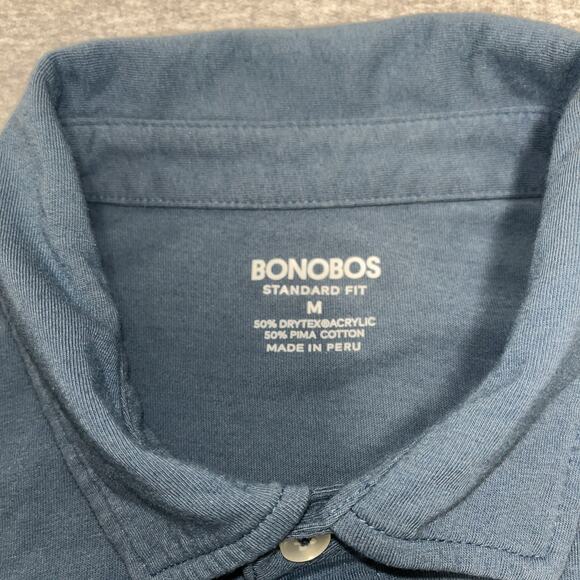 BONOBOS
STANDARD FIT
M
50% DRYTEX®ACRYLIC
50% PIMA COTTON
MADE IN PERU